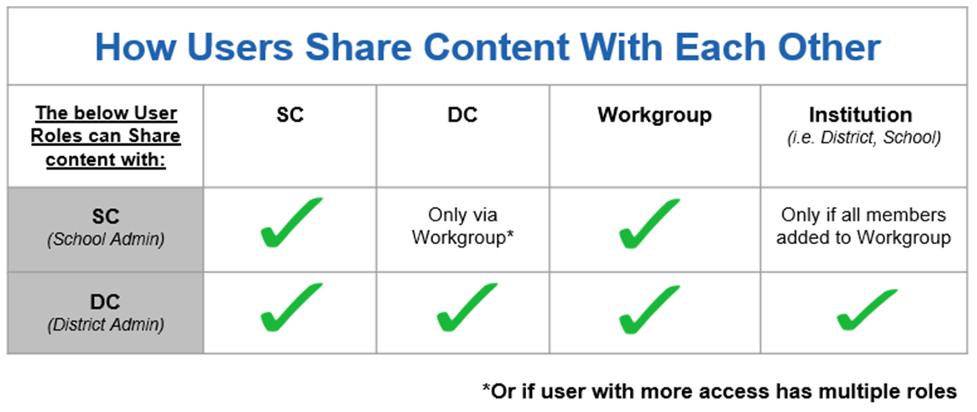 How Users Share Content With Each Other
The below User
Roles can Share
content with:
SC
DC
Workgroup
Institution
(i.e. District, School)
SC
(School Admin)
Only via
Workgroup*
Only if all members
added to Workgroup
DC
(District Admin)
*Or if user with more access has multiple roles